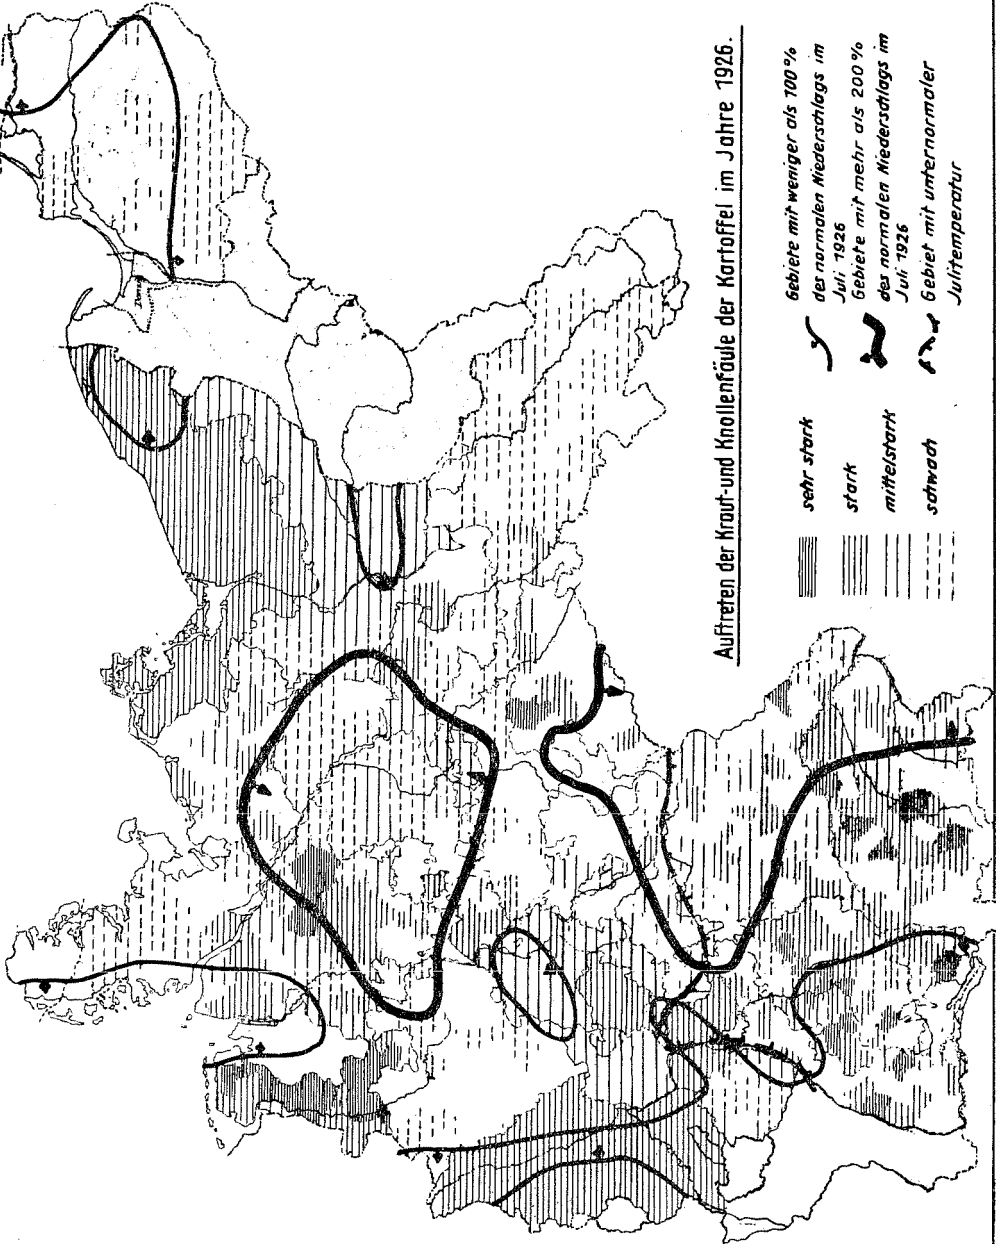 Auftreten der Kraut-und Knollenfäule der Kartoffel im Jahre 1926.
sehr stark
stark
mittelstark
schwach
Gebiete mit weniger als 100%
des normalen Niederschlags im
Juli 1926
Gebiete mit mehr als 200%
des normalen Niederschlags im
Juli 1926
Gebiet mit unternormaler
Julitemperatur